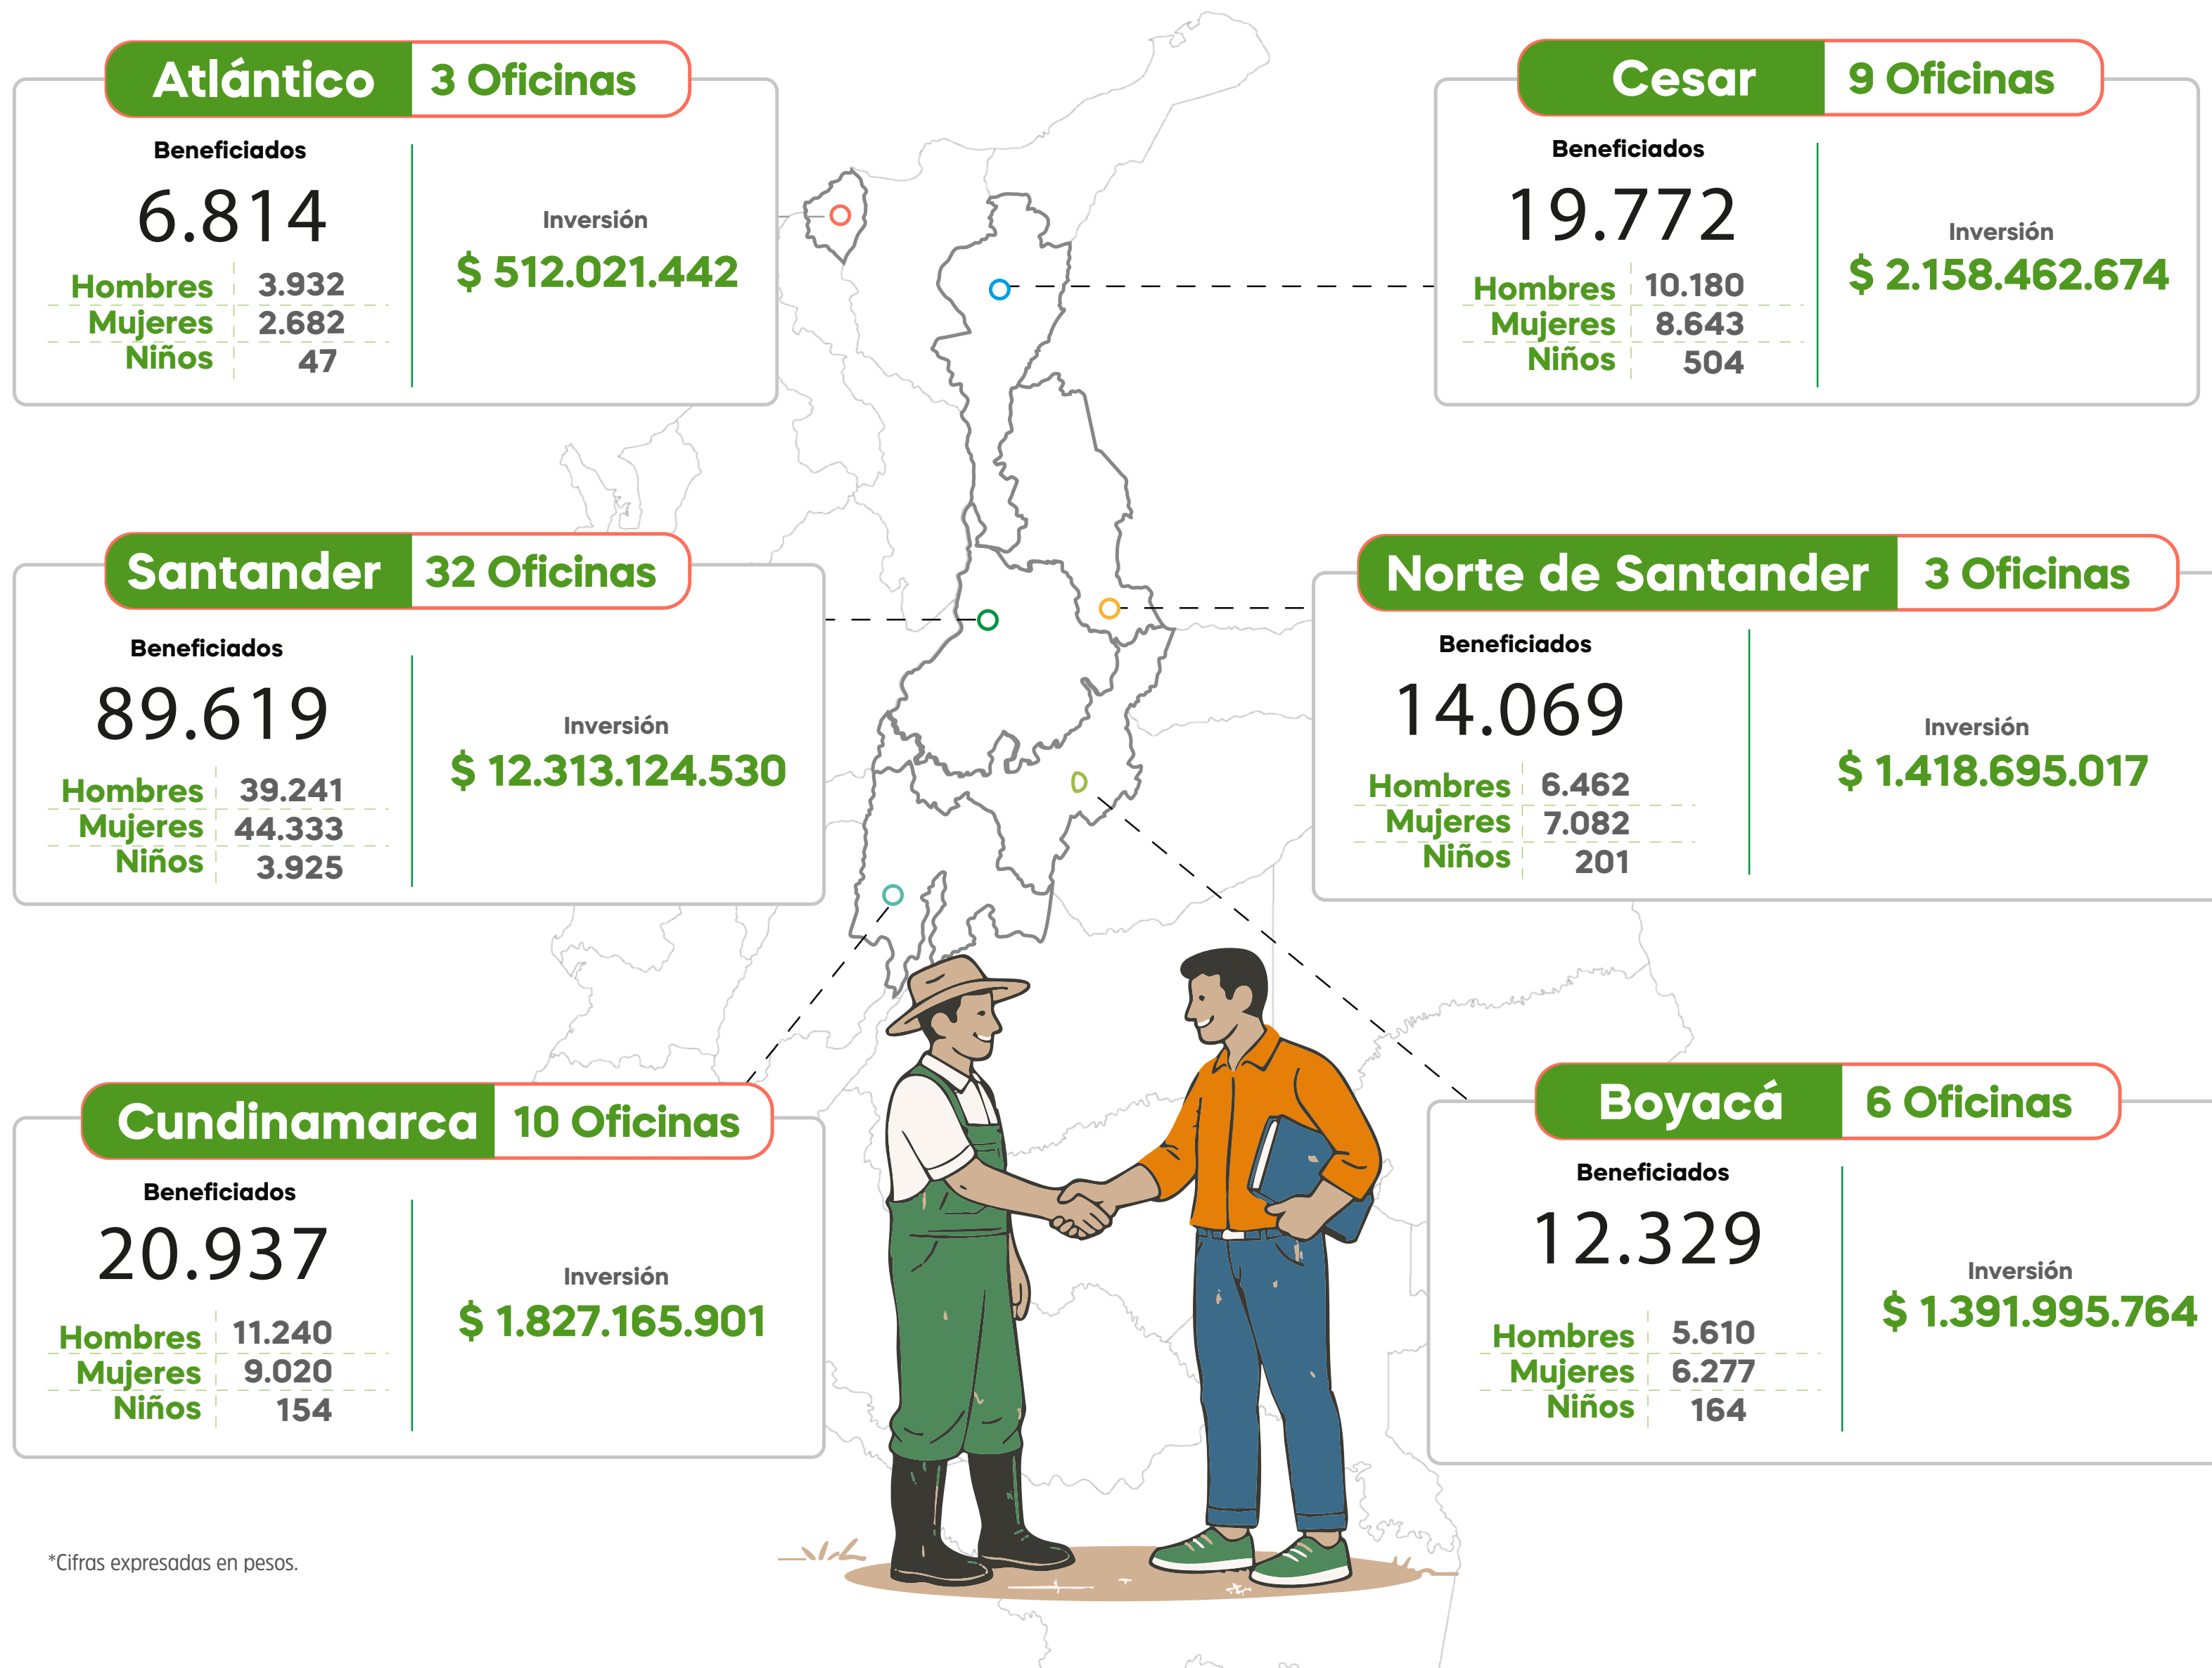 Atlántico 3 Oficinas
Beneficiados
6.814
Hombres 3.932
Mujeres 2.682
Niños 47
Inversión
$ 512.021.442
Cesar 9 Oficinas
Beneficiados
19.772
Hombres 10.180
Mujeres 8.643
Niños 504
Inversión
$ 2.158.462.674
Santander 32 Oficinas
Beneficiados
89.619
Hombres 39.241
Mujeres 44.333
Niños 3.925
Inversión
$ 12.313.124.530
Norte de Santander 3 Oficinas
Beneficiados
14.069
Hombres 6.462
Mujeres 7.082
Niños 201
Inversión
$ 1.418.695.017
Cundinamarca 10 Oficinas
Beneficiados
20.937
Hombres 11.240
Mujeres 9.020
Niños 154
Inversión
$ 1.827.165.901
Boyacá 6 Oficinas
Beneficiados
12.329
Hombres 5.610
Mujeres 6.277
Niños 164
Inversión
$ 1.391.995.764
*Cifras expresadas en pesos.